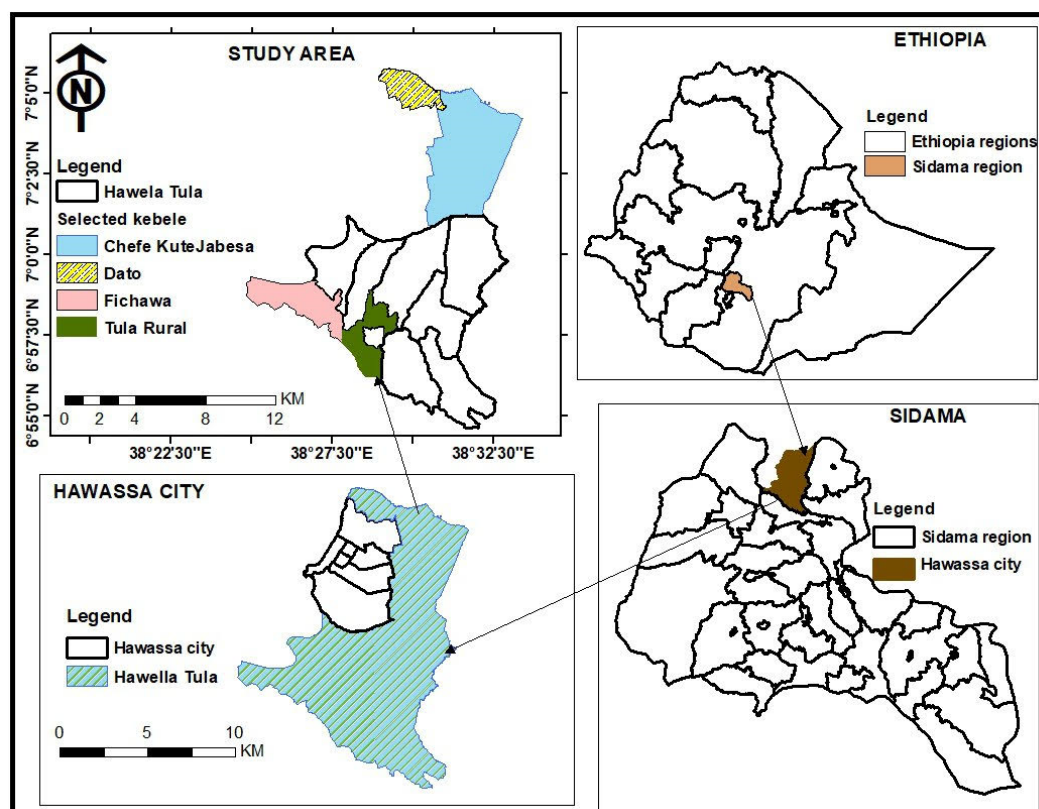 STUDY AREA
N
7°5'0"N
7°2'30"N
7°0'0"N
6°57'30"N
6°55'0"N
Legend
Hawela Tula
Selected kebele
Chefe KuteJabesa
Dato
Fichawa
Tula Rural
0 2 4 8 12 KM
38°22'30"E 38°27'30"E 38°32'30"E
ETHIOPIA
Legend
Ethiopia regions
Sidama region
HAWASSA CITY
Legend
Hawassa city
Hawella Tula
0 5 10 KM
SIDAMA
Legend
Sidama region
Hawassa city